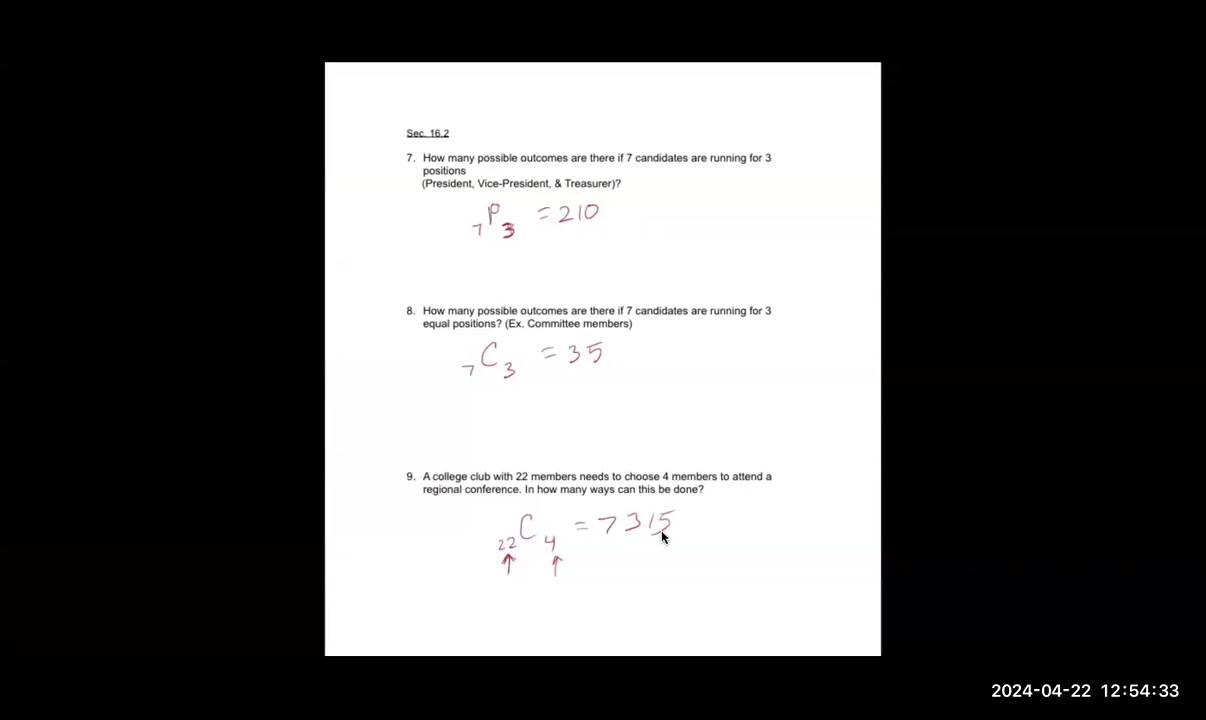 Sec. 16.2
7. How many possible outcomes are there if 7 candidates are running for 3
positions
(President, Vice-President, & Treasurer)?
7P3 = 210
8. How many possible outcomes are there if 7 candidates are running for 3
equal positions? (Ex. Committee members)
7C3 = 35
9. A college club with 22 members needs to choose 4 members to attend a
regional conference. In how many ways can this be done?
22C4 = 7315
2024-04-22 12:54:33